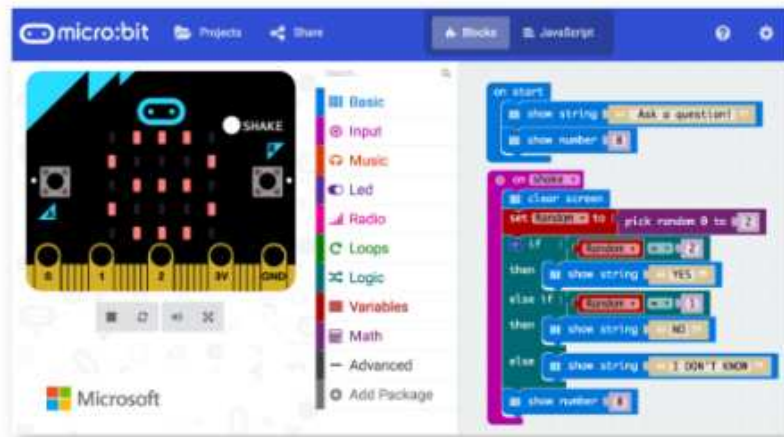 micro:bit Projects Share Blocks JavaScript
SHAKE
0 1 2 3V GND
Microsoft
Search...
Basic
Input
Music
Led
Radio
Loops
Logic
Variables
Math
Advanced
Add Package
on start
show string " Ask a question! "
show number 8
on shake
clear screen
set Random to pick random 0 to 2
if Random = 2
then show string " YES "
else if Random = 1
then show string " NO "
else show string " I DON'T KNOW "
show number 8